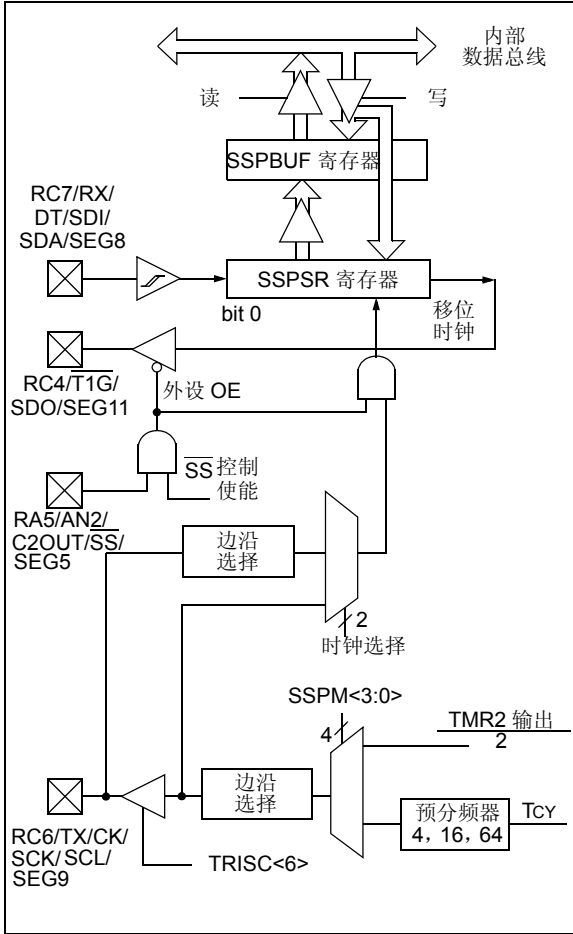 内部
数据总线
读
写
SSPBUF 寄存器
RC7/RX/
DT/SDI/
SDA/SEG8
SSPSR 寄存器
bit 0
移位
时钟
RC4/T1G/
SDO/SEG11
外设 OE
SS 控制
使能
RA5/AN2/
C2OUT/SS/
SEG5
边沿
选择
2
时钟选择
SSPM<3:0>
4
TMR2 输出
2
边沿
选择
预分频器
4，16，64
TCY
RC6/TX/CK/
SCK/ SCL/
SEG9
TRISC<6>